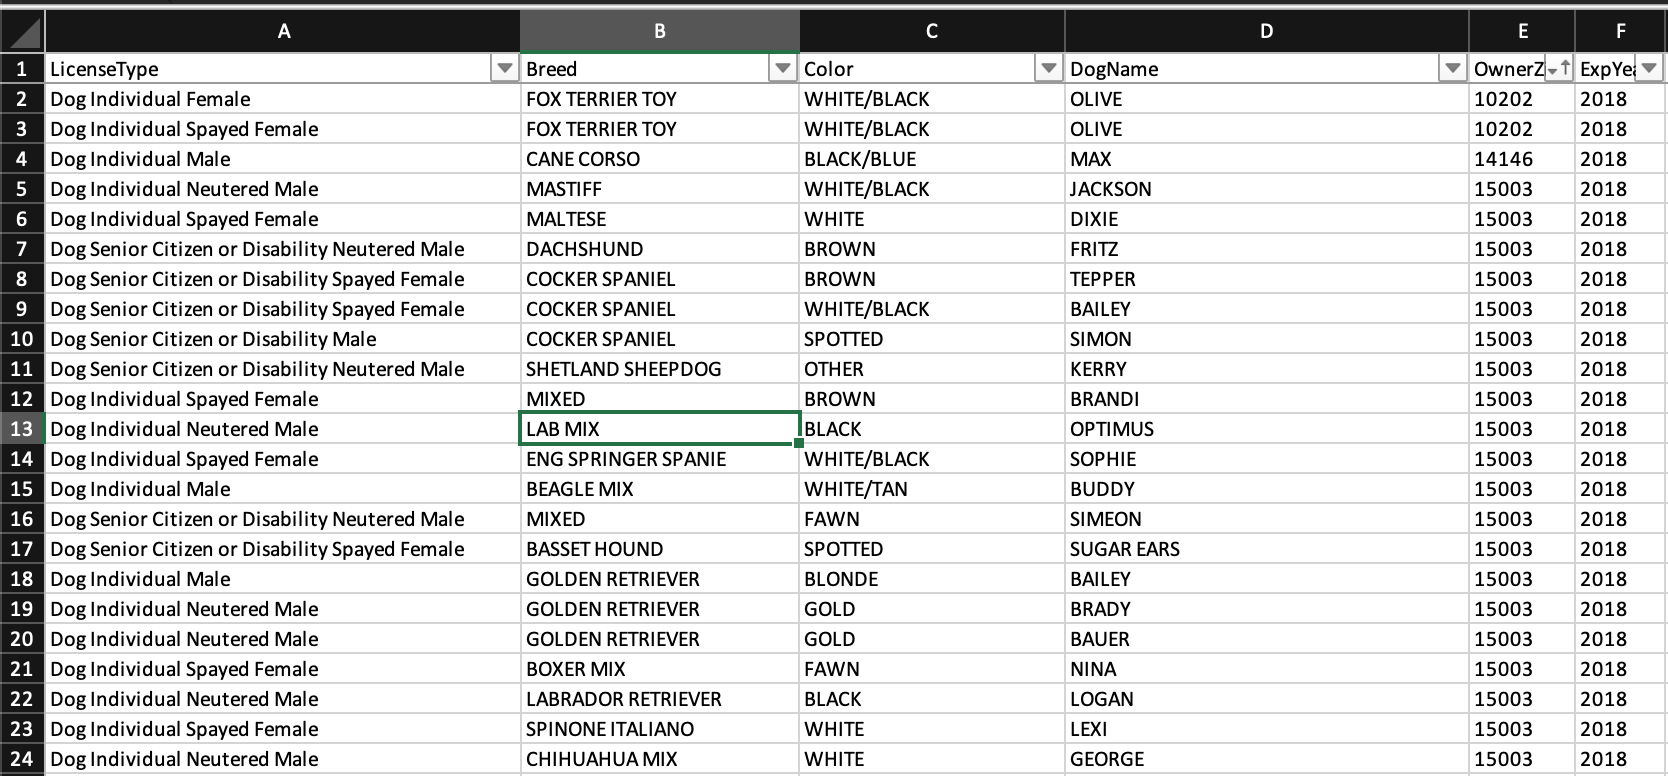 A B C D E F
1 LicenseType Breed Color DogName OwnerZ ExpYea
2 Dog Individual Female FOX TERRIER TOY WHITE/BLACK OLIVE 10202 2018
3 Dog Individual Spayed Female FOX TERRIER TOY WHITE/BLACK OLIVE 10202 2018
4 Dog Individual Male CANE CORSO BLACK/BLUE MAX 14146 2018
5 Dog Individual Neutered Male MASTIFF WHITE/BLACK JACKSON 15003 2018
6 Dog Individual Spayed Female MALTESE WHITE DIXIE 15003 2018
7 Dog Senior Citizen or Disability Neutered Male DACHSHUND BROWN FRITZ 15003 2018
8 Dog Senior Citizen or Disability Spayed Female COCKER SPANIEL BROWN TEPPER 15003 2018
9 Dog Senior Citizen or Disability Spayed Female COCKER SPANIEL WHITE/BLACK BAILEY 15003 2018
10 Dog Senior Citizen or Disability Male COCKER SPANIEL SPOTTED SIMON 15003 2018
11 Dog Senior Citizen or Disability Neutered Male SHETLAND SHEEPDOG OTHER KERRY 15003 2018
12 Dog Individual Spayed Female MIXED BROWN BRANDI 15003 2018
13 Dog Individual Neutered Male LAB MIX BLACK OPTIMUS 15003 2018
14 Dog Individual Spayed Female ENG SPRINGER SPANIE WHITE/BLACK SOPHIE 15003 2018
15 Dog Individual Male BEAGLE MIX WHITE/TAN BUDDY 15003 2018
16 Dog Senior Citizen or Disability Neutered Male MIXED FAWN SIMEON 15003 2018
17 Dog Senior Citizen or Disability Spayed Female BASSET HOUND SPOTTED SUGAR EARS 15003 2018
18 Dog Individual Male GOLDEN RETRIEVER BLONDE BAILEY 15003 2018
19 Dog Individual Neutered Male GOLDEN RETRIEVER GOLD BRADY 15003 2018
20 Dog Individual Neutered Male GOLDEN RETRIEVER GOLD BAUER 15003 2018
21 Dog Individual Spayed Female BOXER MIX FAWN NINA 15003 2018
22 Dog Individual Neutered Male LABRADOR RETRIEVER BLACK LOGAN 15003 2018
23 Dog Individual Spayed Female SPINONE ITALIANO WHITE LEXI 15003 2018
24 Dog Individual Neutered Male CHIHUAHUA MIX WHITE GEORGE 15003 2018